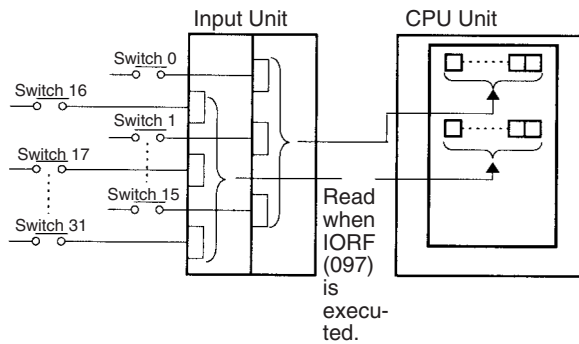 Input Unit
CPU Unit
Switch 0
Switch 16
Switch 1
Switch 17
Switch 15
Switch 31
Read
when
IORF
(097)
is
execu-
ted.